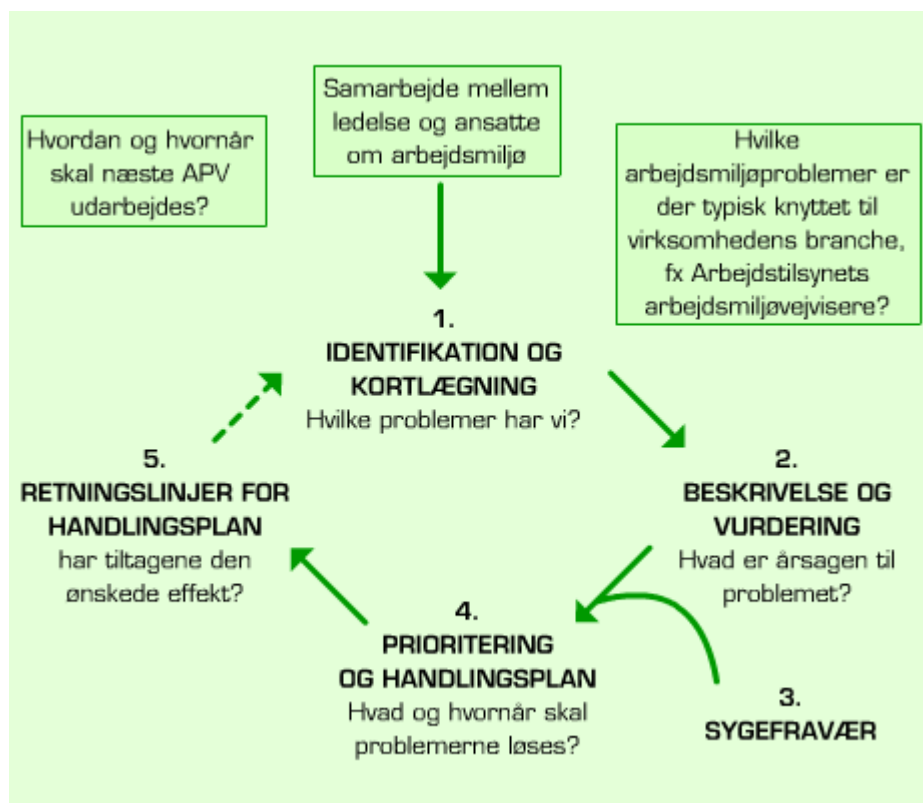 Samarbejde mellem
ledelse og ansatte
om arbejdsmiljø
Hvordan og hvornår
skal næste APV
udarbejdes?
Hvilke
arbejdsmiljøproblemer er
der typisk knyttet til
virksomhedens branche,
fx Arbejdstilsynets
arbejdsmiljøvejvisere?
1.
IDENTIFIKATION OG
KORTLÆGNING
Hvilke problemer har vi?
2.
BESKRIVELSE OG
VURDERING
Hvad er årsagen til
problemet?
3.
SYGEFRAVÆR
4.
PRIORITERING
OG HANDLINGSPLAN
Hvad og hvornår skal
problemerne løses?
5.
RETNINGSLINJER FOR
HANDLINGSPLAN
har tiltagene den
ønskede effekt?